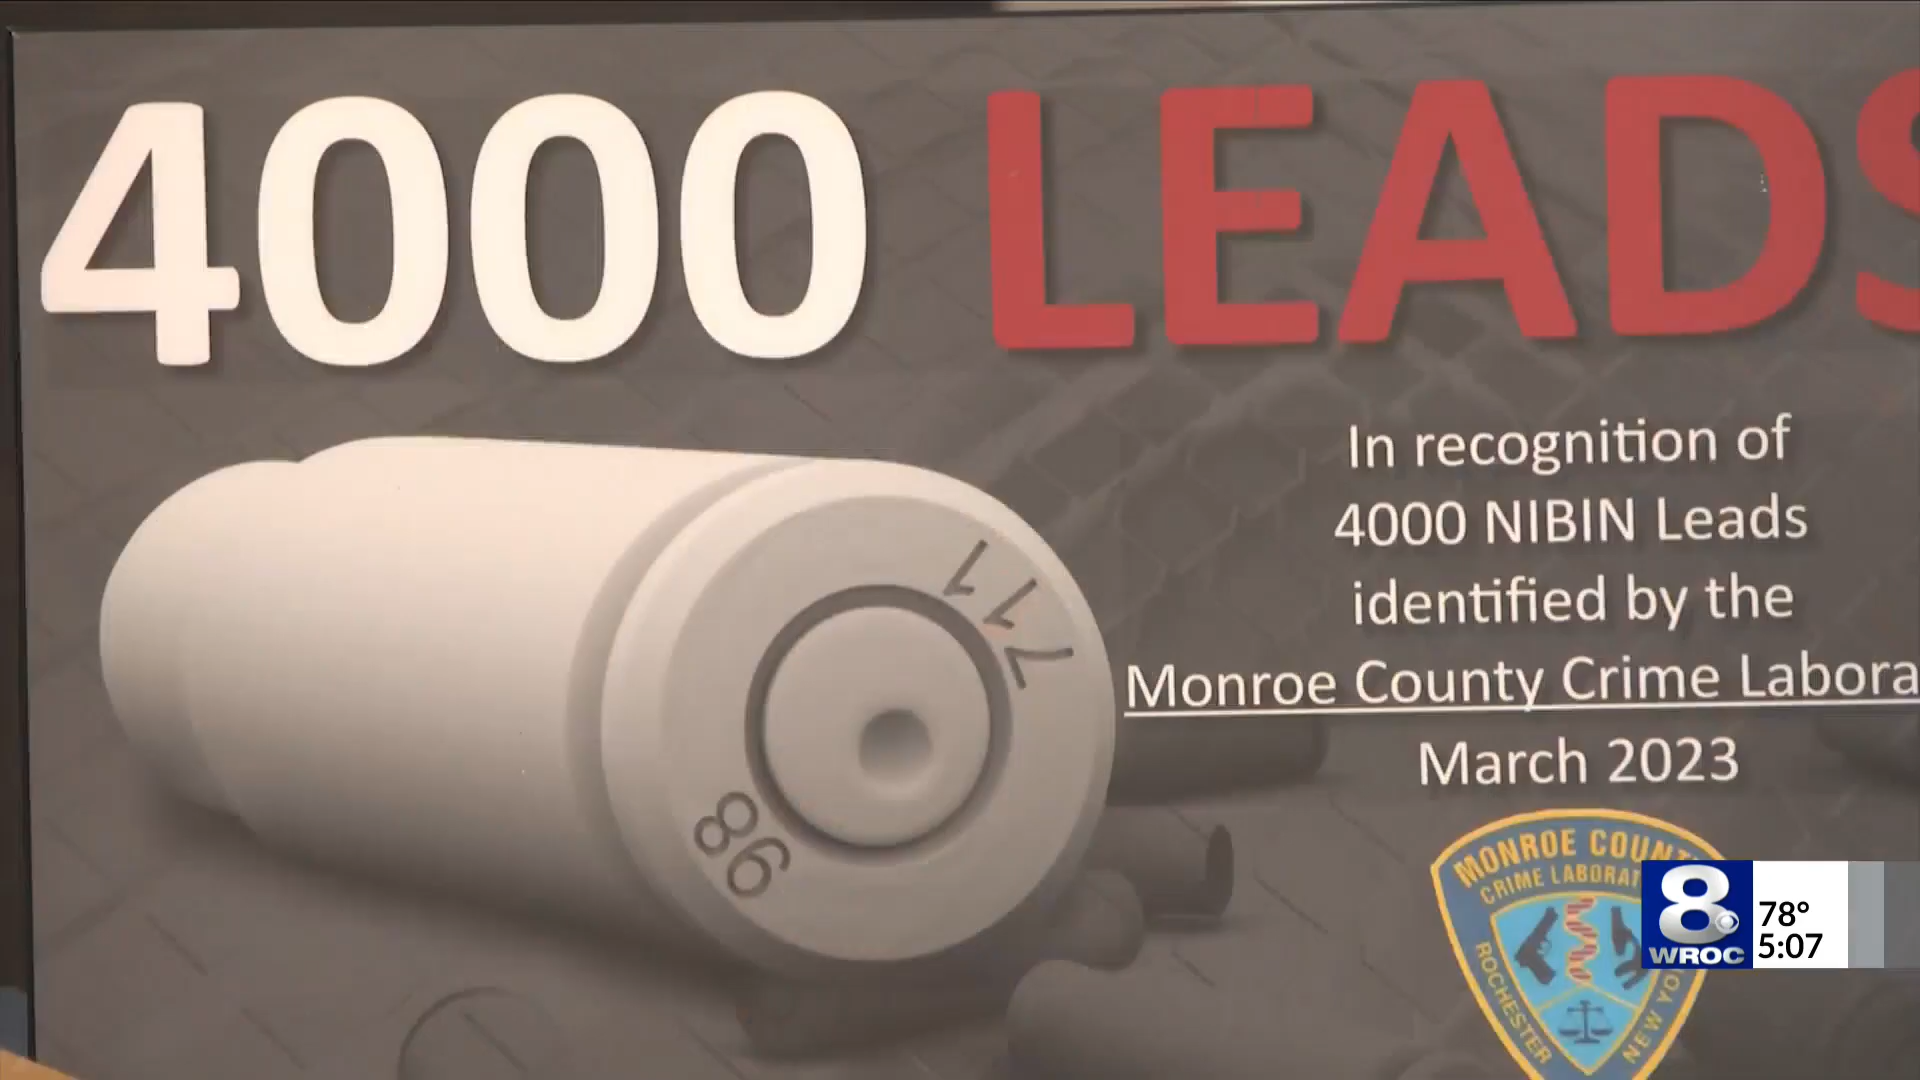 4000 LEADS
711
98
In recognition of
4000 NIBIN Leads
identified by the
Monroe County Crime Labora
March 2023
MONROE COUNT
CRIME LABORAT
ROCHESTER
NEW YO
8
WROC
78°
5:07